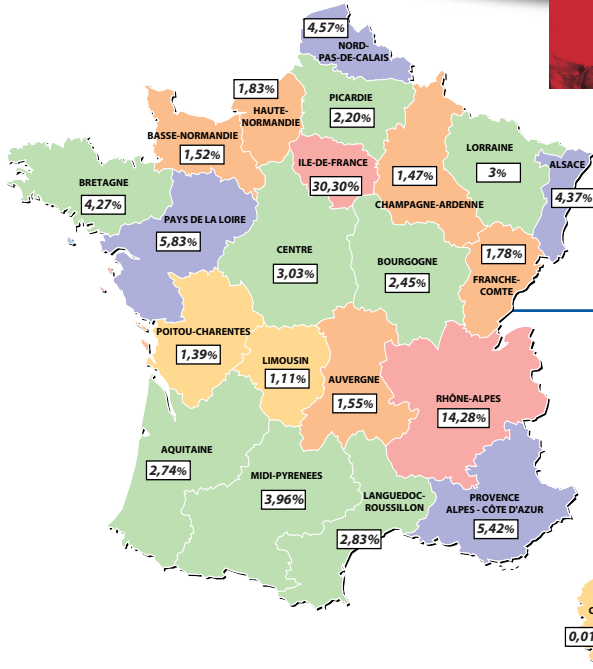 4,57%
NORD-
PAS-DE-CALAIS
1,83%
HAUTE-
NORMANDIE
PICARDIE
2,20%
BASSE-NORMANDIE
1,52%
ILE-DE-FRANCE
30,30%
1,47%
CHAMPAGNE-ARDENNE
LORRAINE
3%
ALSACE
4,37%
BRETAGNE
4,27%
PAYS DE LA LOIRE
5,83%
CENTRE
3,03%
BOURGOGNE
2,45%
1,78%
FRANCHE-
COMTE
POITOU-CHARENTES
1,39%
LIMOUSIN
1,11%
AUVERGNE
1,55%
RHÔNE-ALPES
14,28%
AQUITAINE
2,74%
MIDI-PYRENEES
3,96%
LANGUEDOC-
ROUSSILLON
2,83%
PROVENCE
ALPES - CÔTE D'AZUR
5,42%
0,01